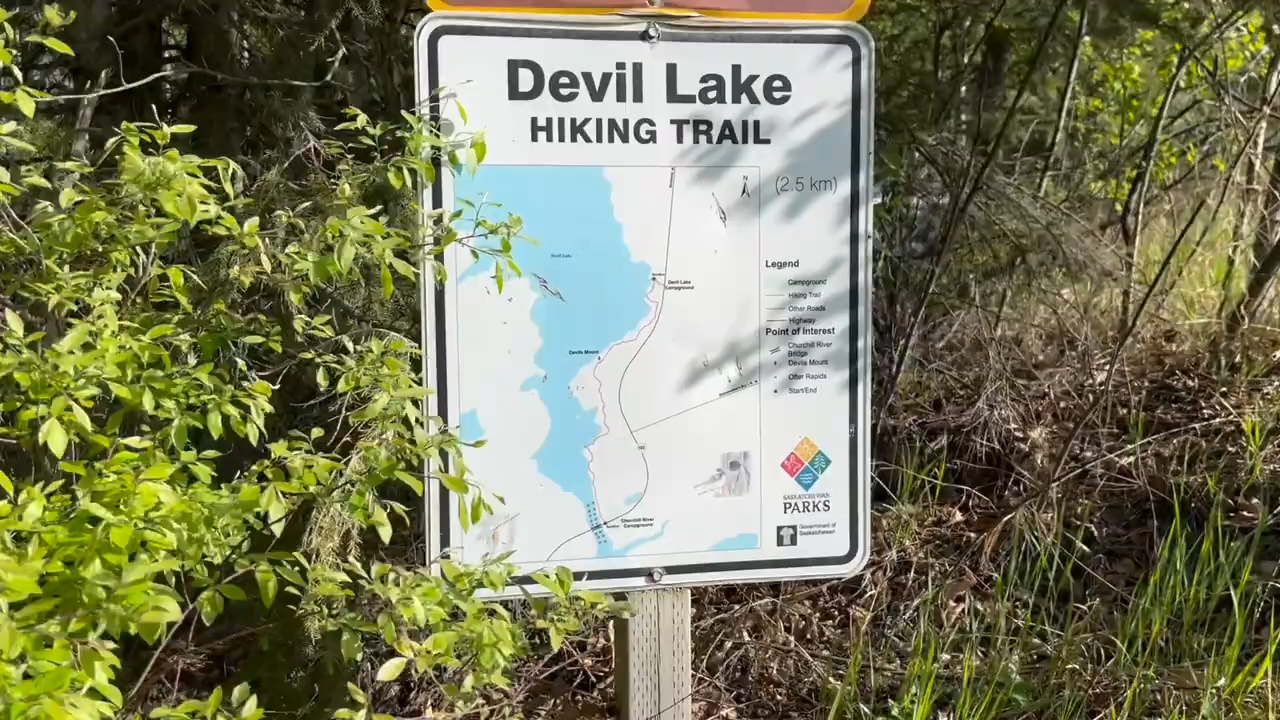 Devil Lake
HIKING TRAIL
N
(2.5 km)
Devil Lake
Devil Lake
Campground
Devils Mount
Churchill River
Campground
Legend
Campground
Hiking Trail
Other Roads
Highway
Point of Interest
Churchill River
Bridge
Devils Mount
Otter Rapids
Start/End
SASKATCHEWAN
PARKS
Government of
Saskatchewan